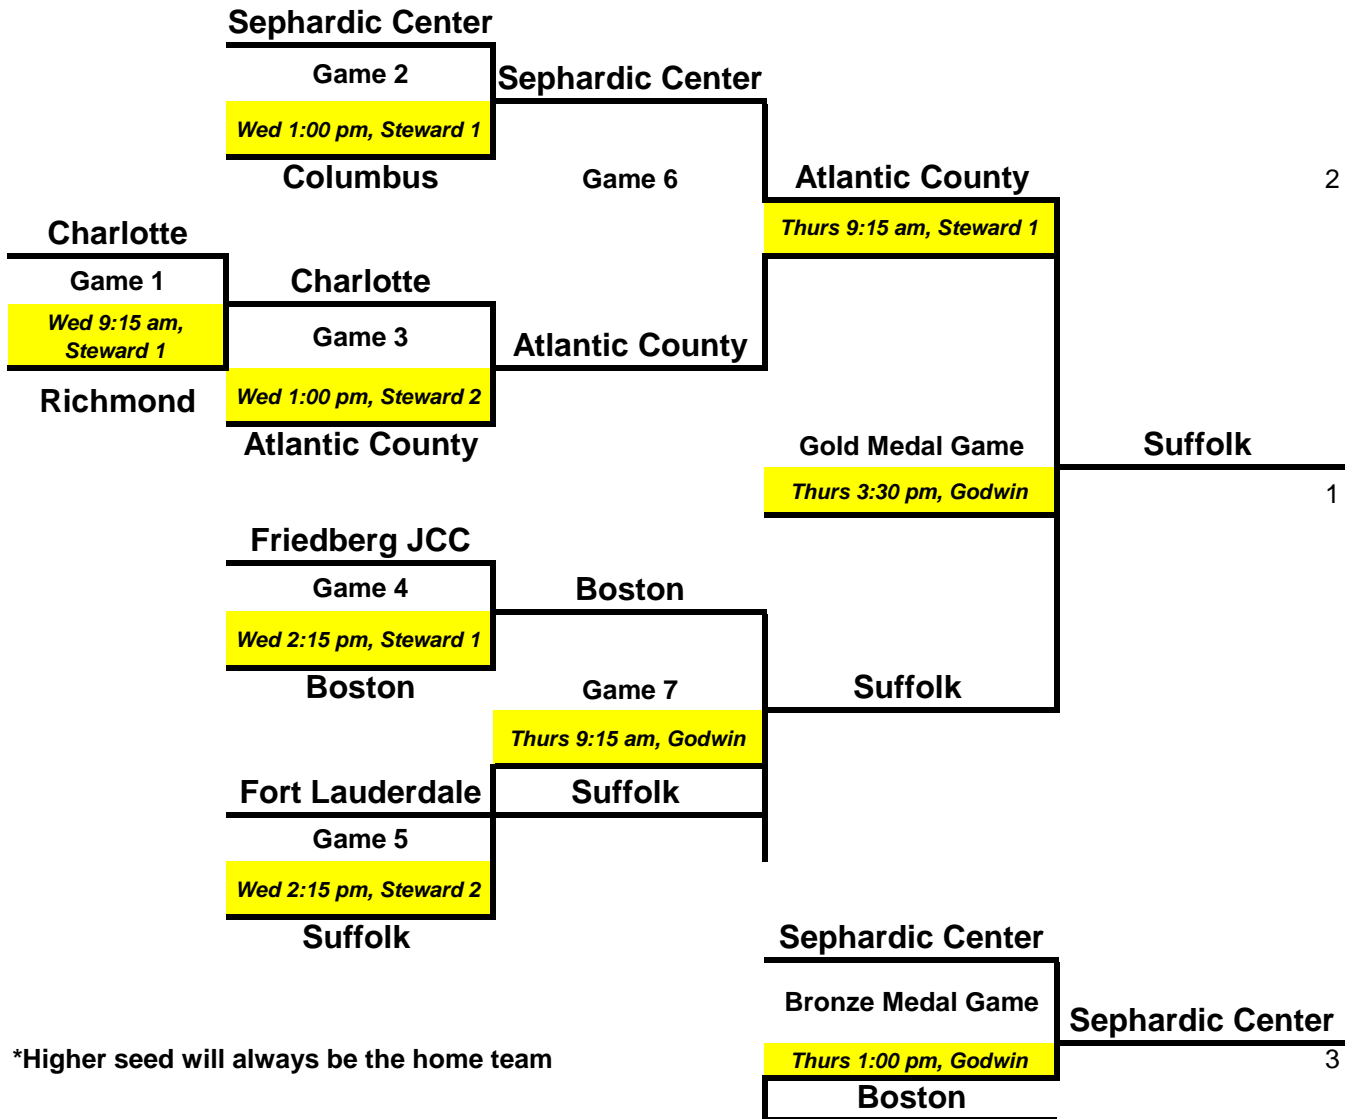 Sephardic Center
Game 2
Sephardic Center
Wed 1:00 pm, Steward 1
Columbus
Game 6
Atlantic County
2
Charlotte
Thurs 9:15 am, Steward 1
Game 1
Charlotte
Wed 9:15 am,
Steward 1
Game 3
Atlantic County
Richmond
Wed 1:00 pm, Steward 2
Atlantic County
Gold Medal Game
Suffolk
Thurs 3:30 pm, Godwin
1
Friedberg JCC
Game 4
Boston
Wed 2:15 pm, Steward 1
Boston
Game 7
Suffolk
Thurs 9:15 am, Godwin
Fort Lauderdale
Suffolk
Game 5
Wed 2:15 pm, Steward 2
Suffolk
Sephardic Center
Bronze Medal Game
Sephardic Center
*Higher seed will always be the home team
Thurs 1:00 pm, Godwin
3
Boston